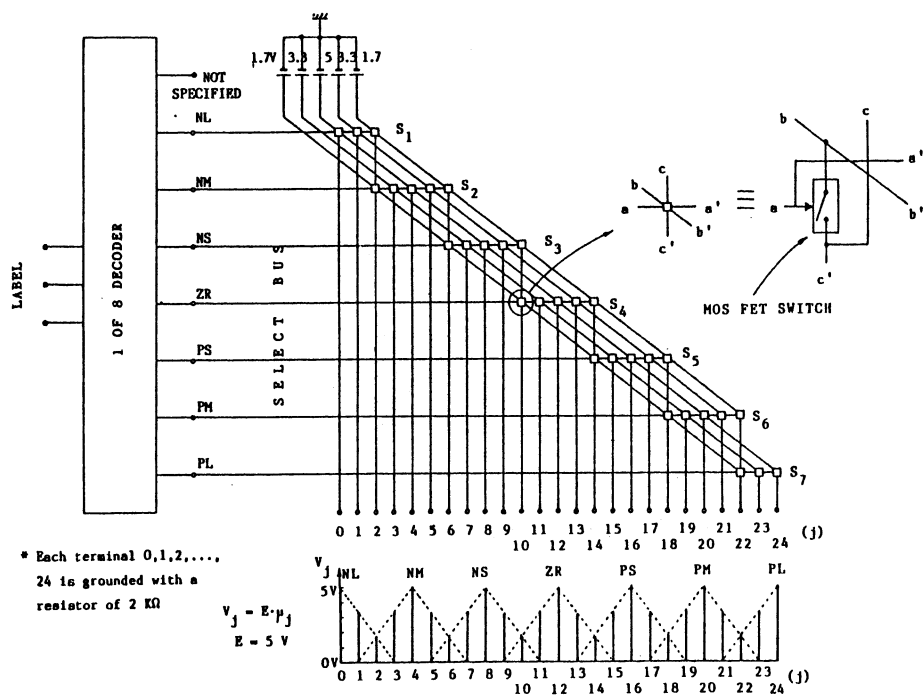 1.7V 3.3 5 3.3 1.7
NOT
SPECIFIED
NL
NM
NS
ZR
PS
PM
PL
LABEL
1 OF 8 DECODER
SELECT BUS
S1
S2
S3
S4
S5
S6
S7
c
b
a a'
b'
c'
c
b
a'
a
b'
c'
MOS FET SWITCH
0 1 2 3 4 5 6 7 8 9 11 13 15 17 19 21 23 (j)
10 12 14 16 18 20 22 24
* Each terminal 0,1,2,...,
24 is grounded with a
resistor of 2 KΩ
Vj = E·μj
E = 5 V
Vj
NL NM NS ZR PS PM PL
5V
0V
0 1 2 3 4 5 6 7 8 9 11 13 15 17 19 21 23 (j)
10 12 14 16 18 20 22 24